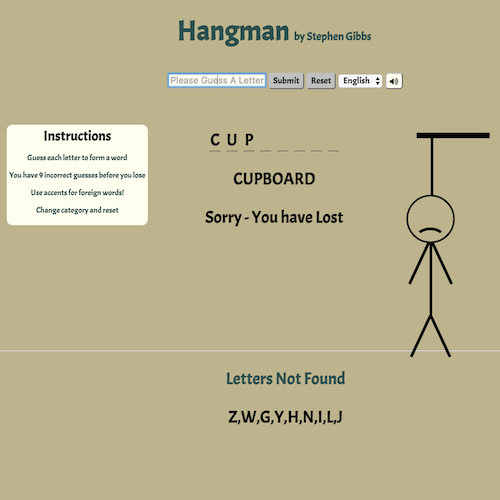 Hangman by Stephen Gibbs
Please Guess A Letter Submit Reset English
Instructions
Guess each letter to form a word
You have 9 incorrect guesses before you lose
Use accents for foreign words!
Change category and reset
C U P _ _ _ _ _
CUPBOARD
Sorry - You have Lost
Letters Not Found
Z,W,G,Y,H,N,I,L,J